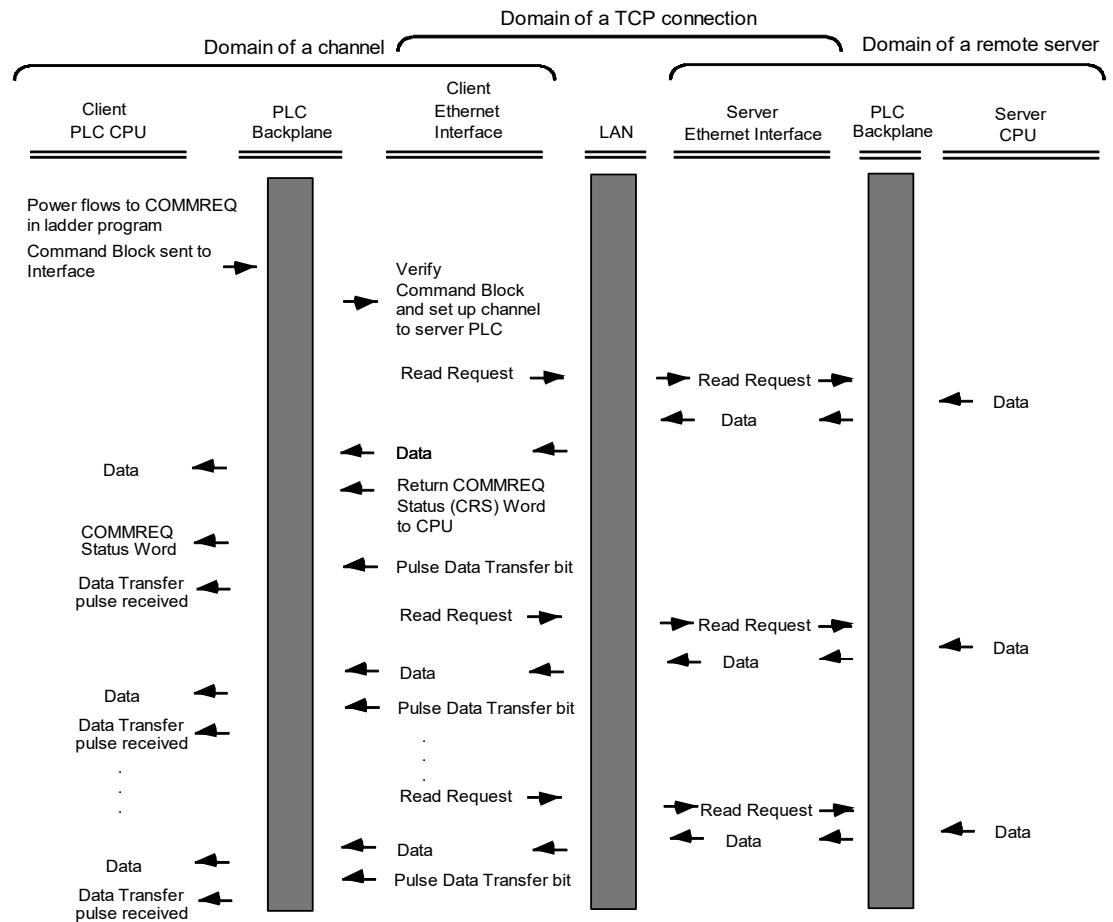 Domain of a TCP connection
Domain of a channel
Domain of a remote server
Client
PLC CPU
PLC
Backplane
Client
Ethernet
Interface
LAN
Server
Ethernet Interface
PLC
Backplane
Server
CPU
Power flows to COMMREQ
in ladder program
Command Block sent to
Interface
Verify
Command Block
and set up channel
to server PLC
Read Request
Read Request
Data
Data
Data
Data
Return COMMREQ
Status (CRS) Word
to CPU
COMMREQ
Status Word
Pulse Data Transfer bit
Data Transfer
pulse received
Read Request
Read Request
Data
Data
Data
Data
Pulse Data Transfer bit
Data Transfer
pulse received
.
.
.
.
.
.
Read Request
Read Request
Data
Data
Data
Data
Pulse Data Transfer bit
Data Transfer
pulse received